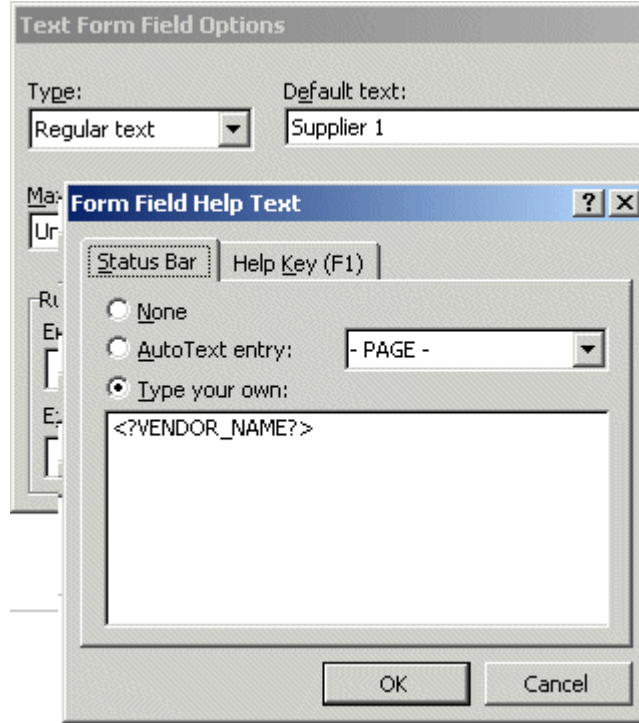 Text Form Field Options
Type: Default text:
Regular text Supplier 1
Form Field Help Text
Status Bar Help Key (F1)
None
AutoText entry: - PAGE -
Type your own:
<?VENDOR_NAME?>
OK Cancel